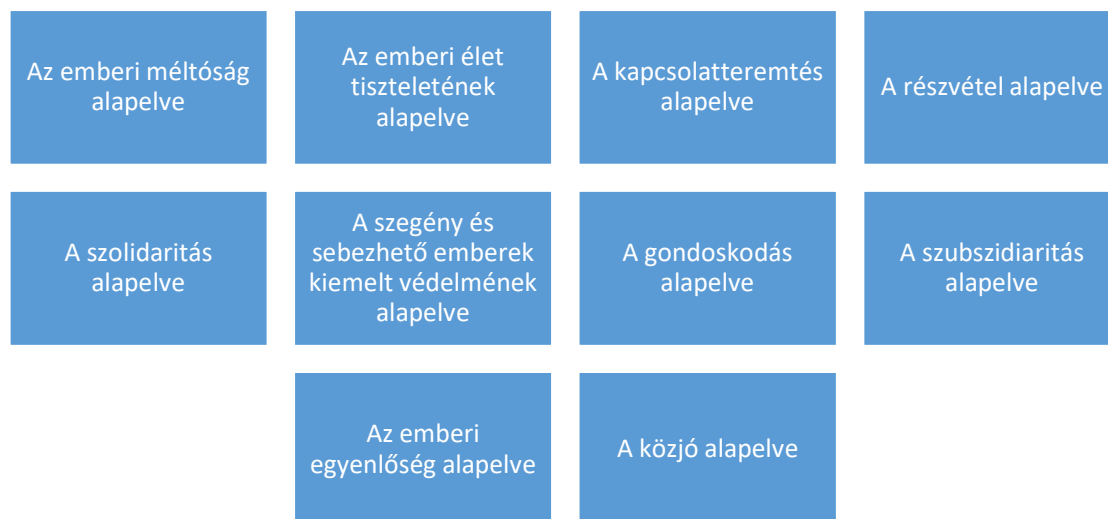 Az emberi méltóság
alapelve
Az emberi élet
tiszteletének
alapelve
A kapcsolatteremtés
alapelve
A részvétel alapelve
A szolidaritás
alapelve
A szegény és
sebezhető emberek
kiemelt védelmének
alapelve
A gondoskodás
alapelve
A szubszidiaritás
alapelve
Az emberi
egyenlőség alapelve
A közjó alapelve